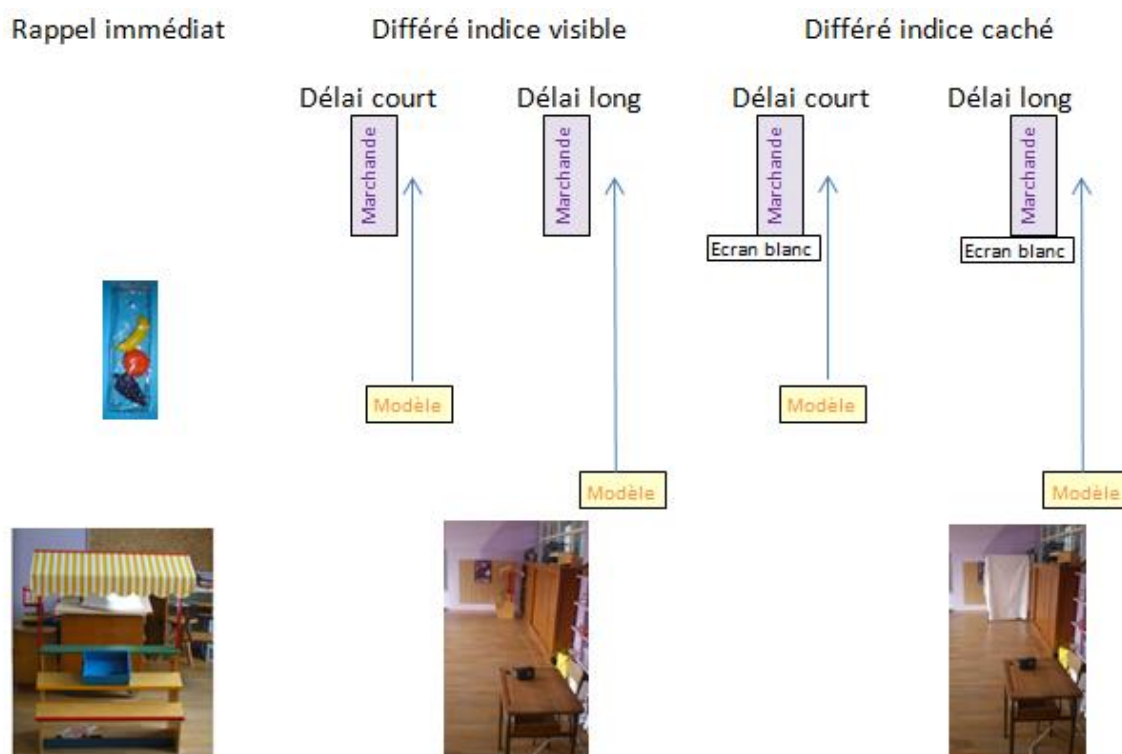 Rappel immédiat Différé indice visible Différé indice caché
Délai court Délai long Délai court Délai long
Marchande Marchande Marchande Marchande
Ecran blanc Ecran blanc
Modèle Modèle
Modèle Modèle